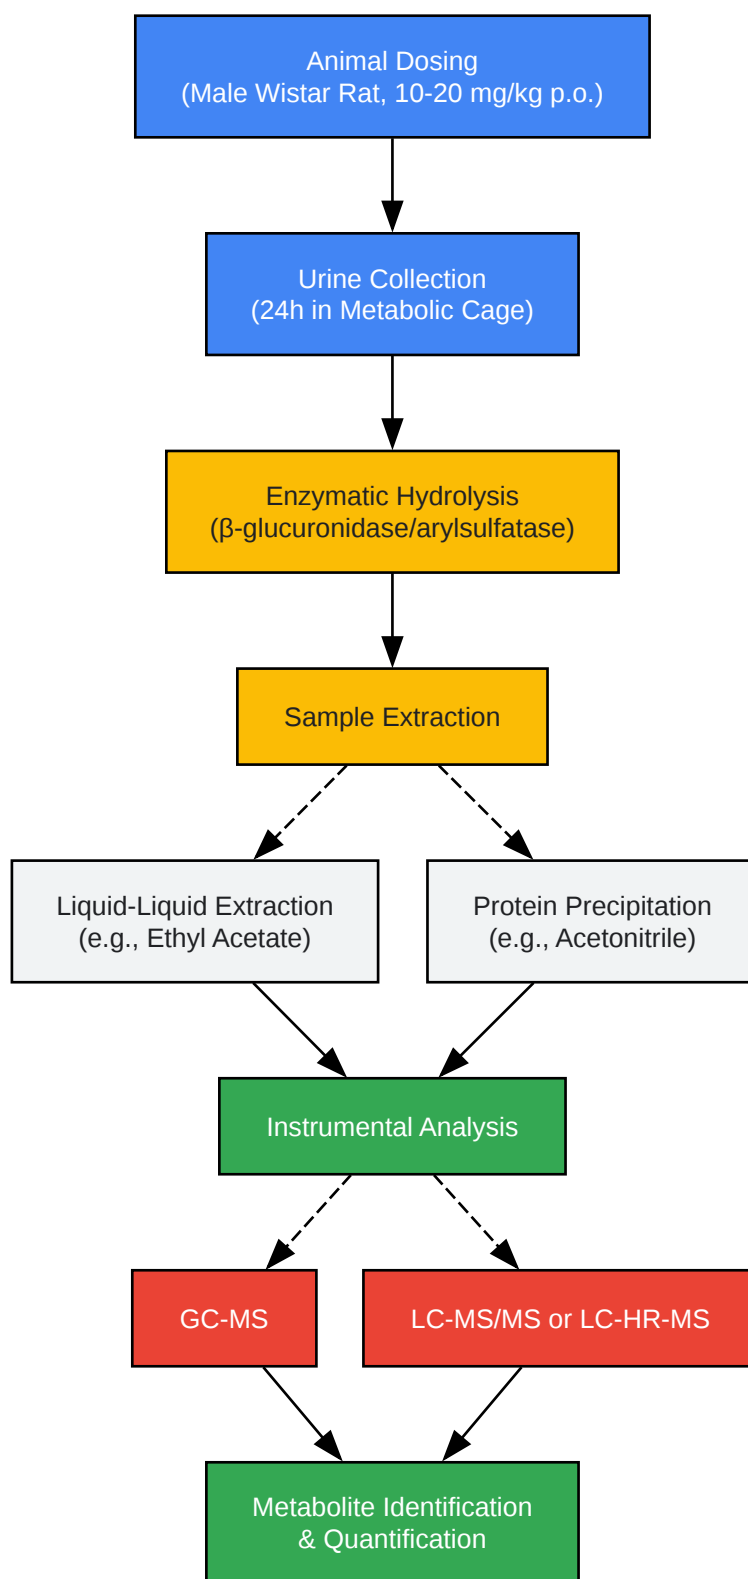 Animal Dosing
(Male Wistar Rat, 10-20 mg/kg p.o.)
Urine Collection
(24h in Metabolic Cage)
Enzymatic Hydrolysis
(β-glucuronidase/arylsulfatase)
Sample Extraction
Liquid-Liquid Extraction
(e.g., Ethyl Acetate)
Protein Precipitation
(e.g., Acetonitrile)
Instrumental Analysis
GC-MS
LC-MS/MS or LC-HR-MS
Metabolite Identification
& Quantification